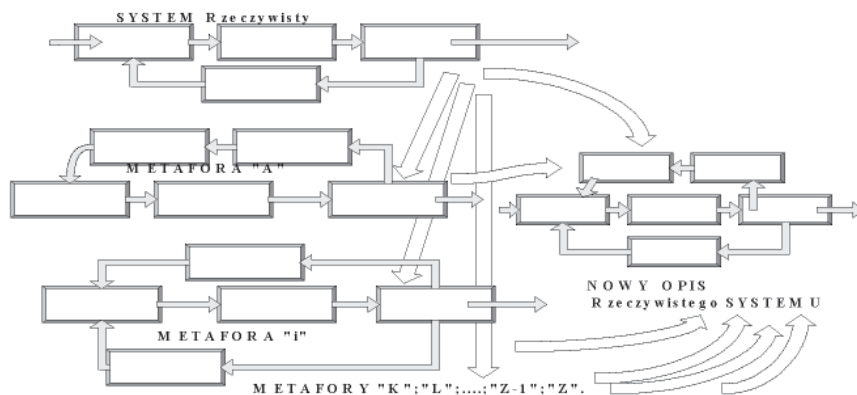 SYSTEM Rzeczywisty
METAFORA "A"
NOWY OPIS
Rzeczywistego SYSTEMU
METAFORA "i"
METAFORY "K";"L";....;"Z-1";"Z".